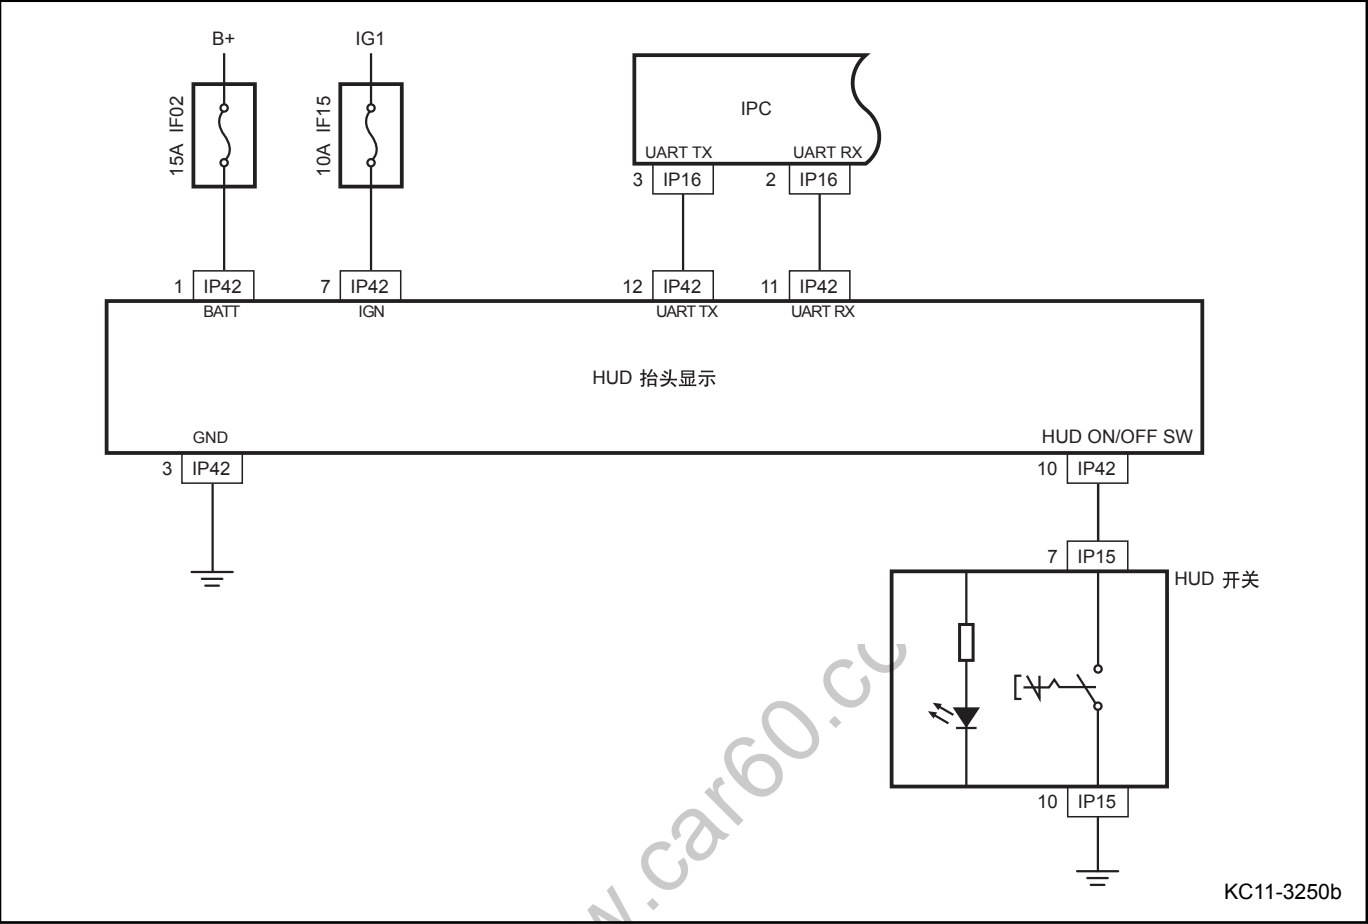 B+
IG1
15A IF02
10A IF15
IPC
UART TX
UART RX
3 IP16
2 IP16
1 IP42
7 IP42
12 IP42
11 IP42
BATT
IGN
UART TX
UART RX
HUD 抬头显示
GND
HUD ON/OFF SW
3 IP42
10 IP42
7 IP15
HUD 开关
10 IP15
KC11-3250b